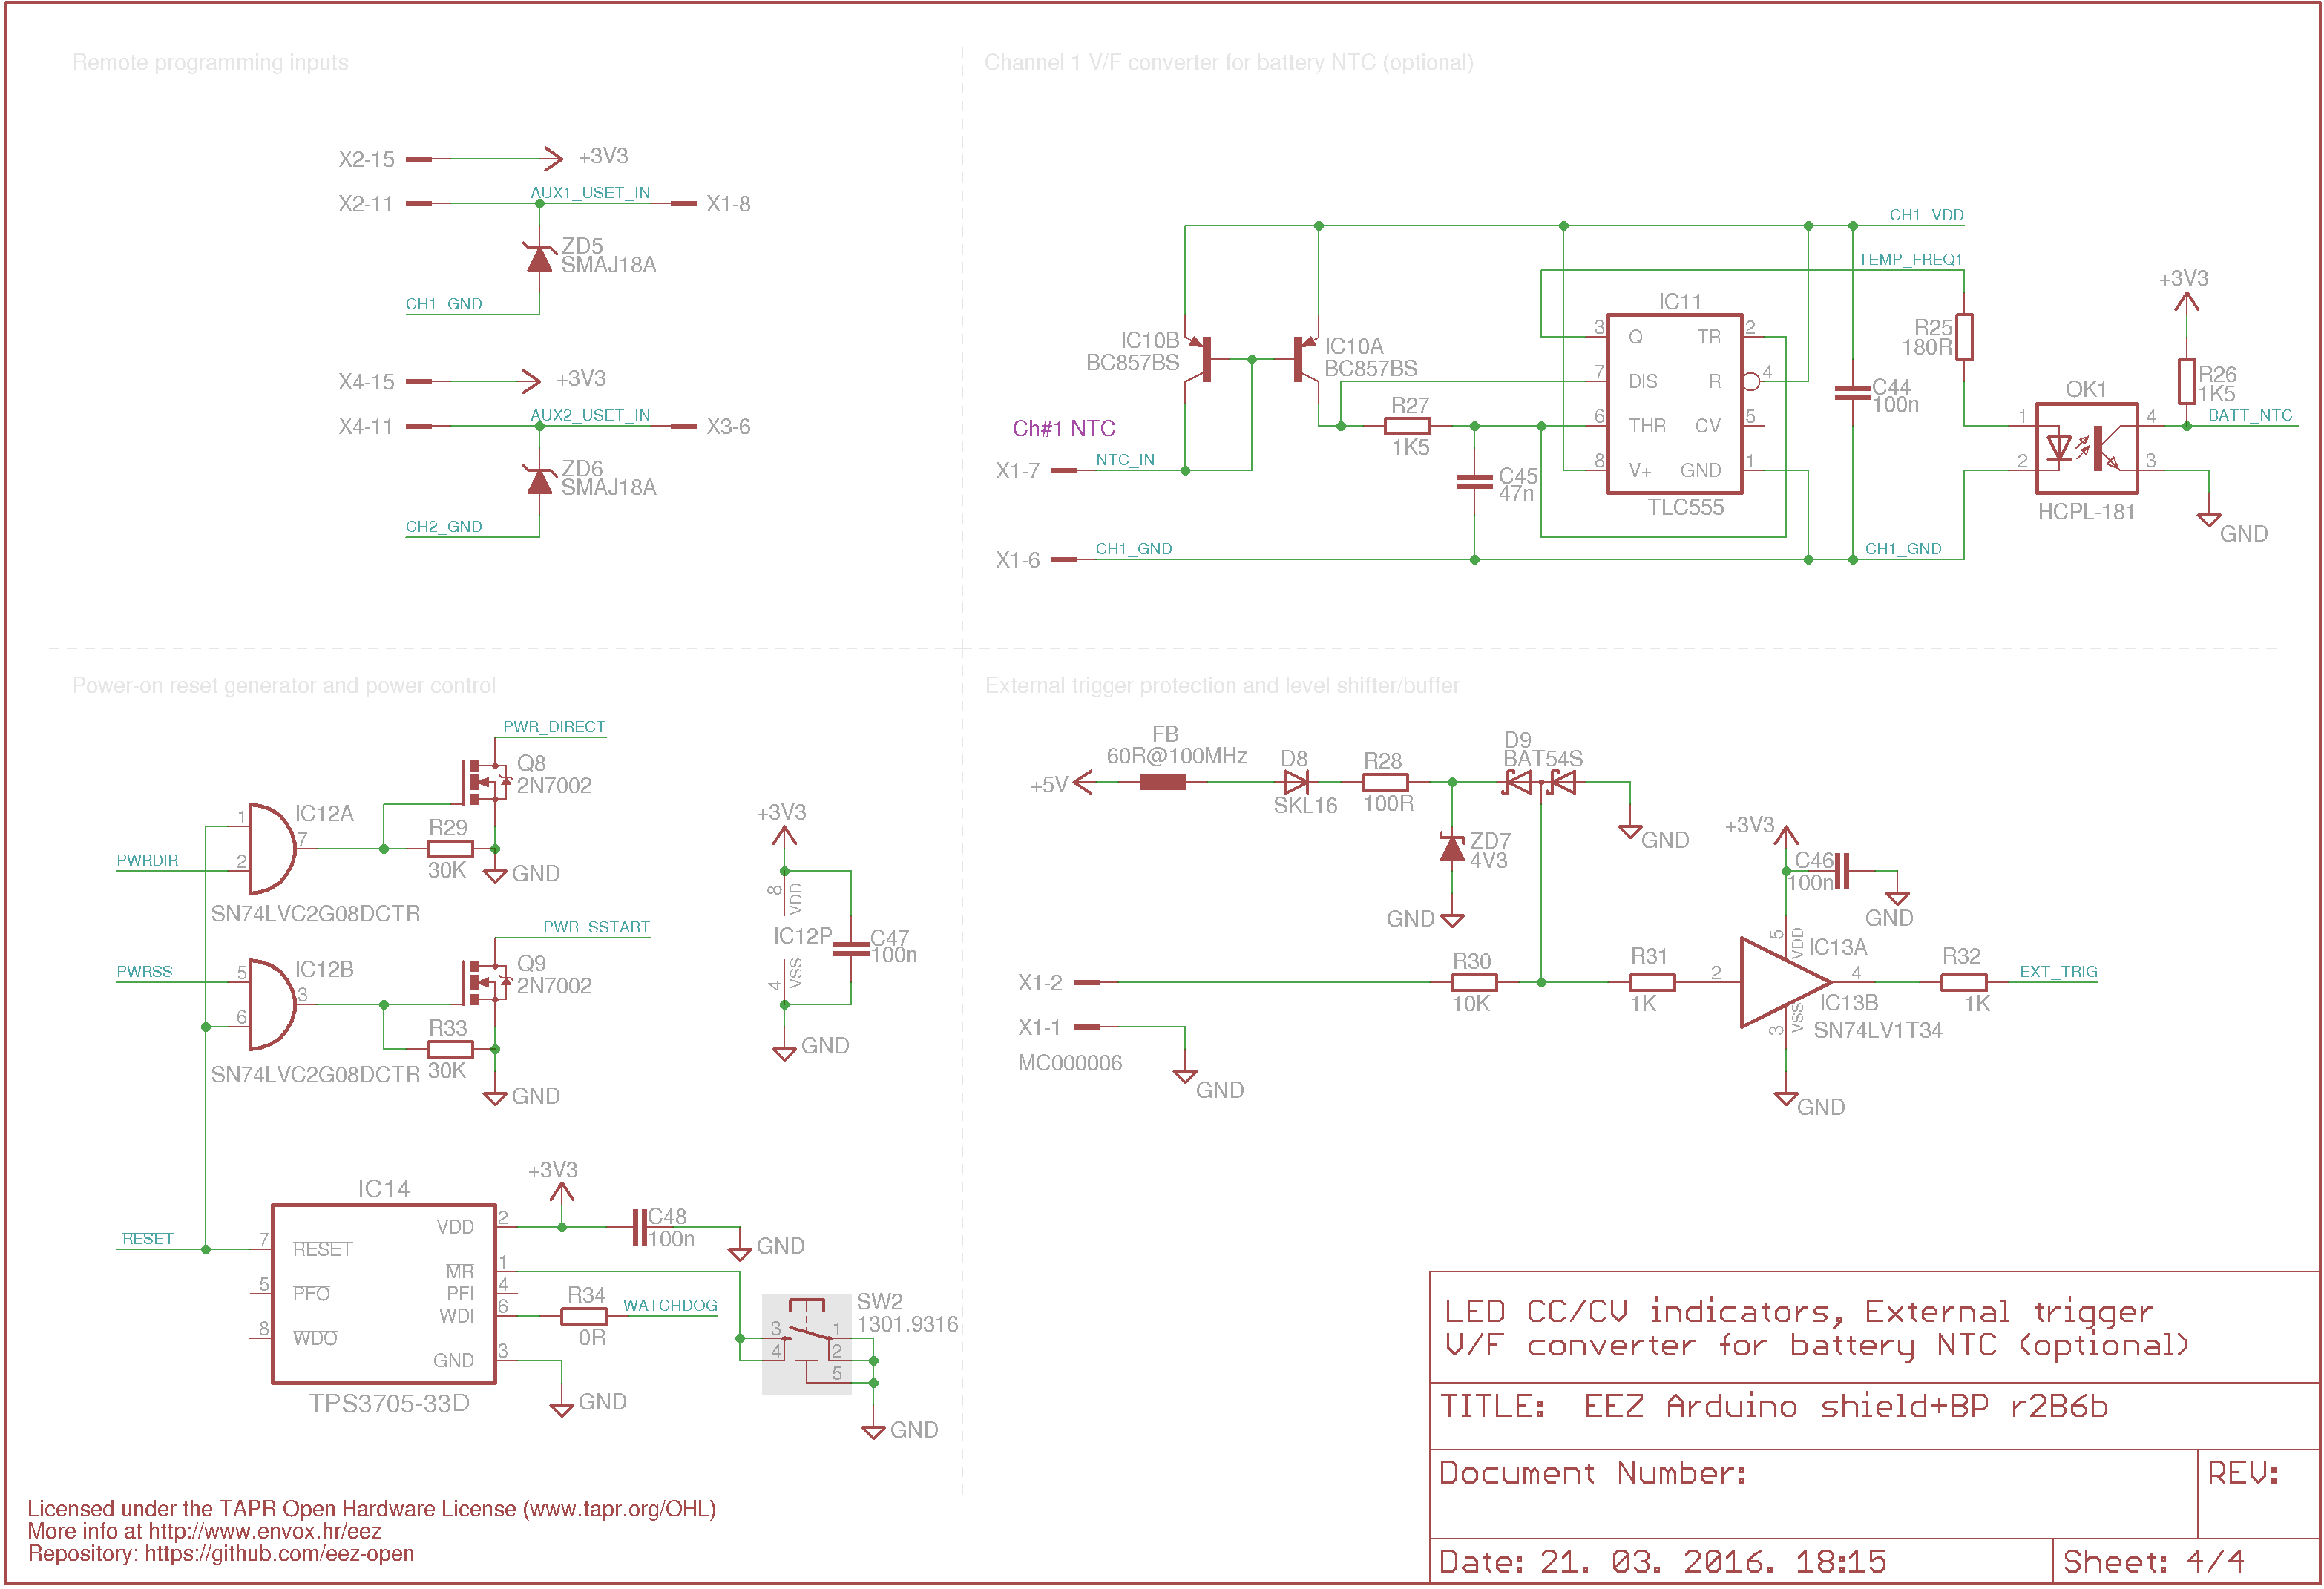 Remote programming inputs
X2-15
+3V3
X2-11
AUX1_USET_IN
X1-8
ZD5
SMAJ18A
CH1_GND
X4-15
+3V3
X4-11
AUX2_USET_IN
X3-6
ZD6
SMAJ18A
CH2_GND
Channel 1 V/F converter for battery NTC (optional)
CH1_VDD
TEMP_FREQ1
+3V3
IC11
IC10B
BC857BS
IC10A
BC857BS
3
Q
TR
2
7
DIS
R
4
6
THR
CV
5
8
V+
GND
1
TLC555
R25
180R
C44
100n
R26
1K5
OK1
1
4
BATT_NTC
2
3
HCPL-181
GND
R27
1K5
Ch#1 NTC
X1-7
NTC_IN
C45
47n
X1-6
CH1_GND
CH1_GND
Power-on reset generator and power control
PWR_DIRECT
Q8
2N7002
1
IC12A
7
PWRDIR
2
R29
30K
GND
SN74LVC2G08DCTR
PWR_SSTART
PWRSS
5
IC12B
3
6
Q9
2N7002
R33
30K
SN74LVC2G08DCTR
GND
+3V3
8
VDD
IC12P
C47
100n
4
VSS
GND
IC14
+3V3
RESET
7
RESET
VDD
2
C48
100n
GND
5
PFO
MR
1
PFI
4
8
WDO
WDI
6
R34
0R
WATCHDOG
GND
3
GND
TPS3705-33D
SW2
1301.9316
3
1
4
2
5
GND
External trigger protection and level shifter/buffer
FB
60R@100MHz
+5V
D8
SKL16
R28
100R
D9
BAT54S
GND
ZD7
4V3
GND
+3V3
C46
100n
GND
X1-2
R30
10K
R31
1K
2
5
VDD
IC13A
4
R32
1K
EXT_TRIG
IC13B
3
VSS
SN74LV1T34
GND
X1-1
MC000006
GND
LED CC/CV indicators, External trigger
V/F converter for battery NTC (optional)
TITLE: EEZ Arduino shield+BP r2B6b
Document Number:
REV:
Date: 21. 03. 2016. 18:15
Sheet: 4/4
Licensed under the TAPR Open Hardware License (www.tapr.org/OHL)
More info at http://www.envox.hr/eez
Repository: https://github.com/eez-open